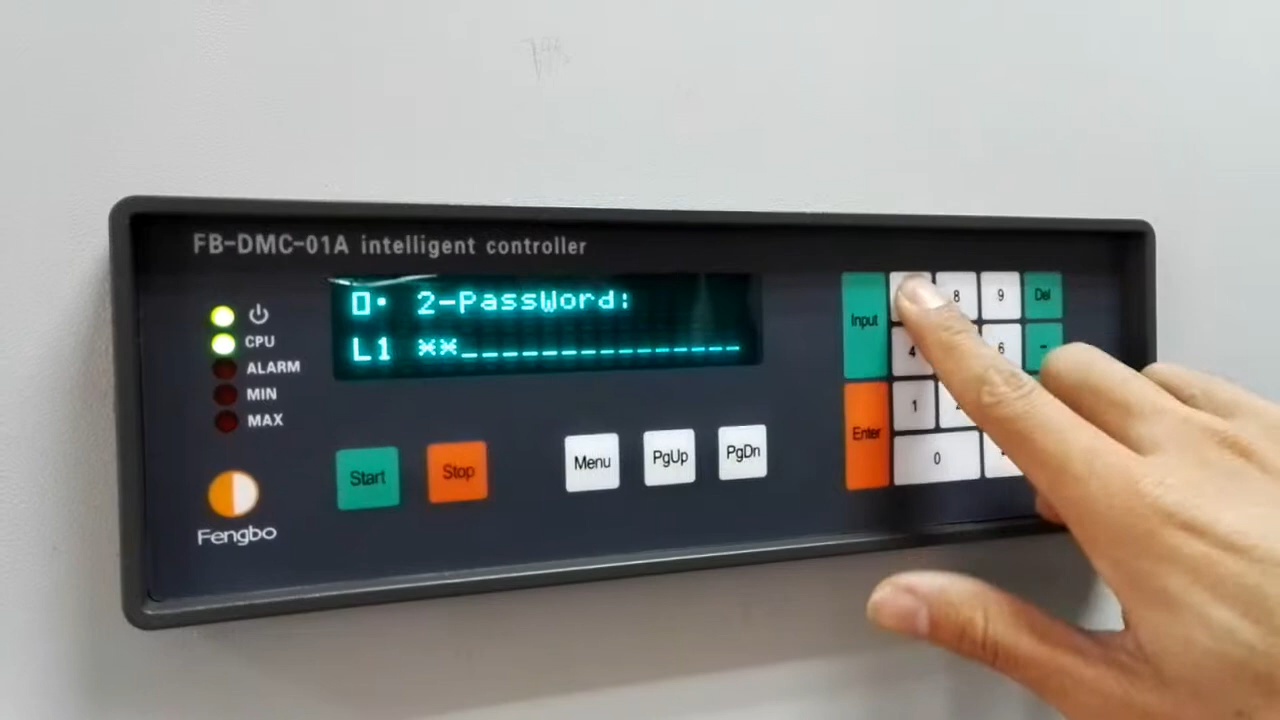 FB-DMC-01A intelligent controller
0· 2-PassWord:
L1 **______________
CPU
ALARM
MIN
MAX
Fengbo
Start
Stop
Menu
PgUp
PgDn
Input
8
9
Del
4
6
-
Enter
1
0